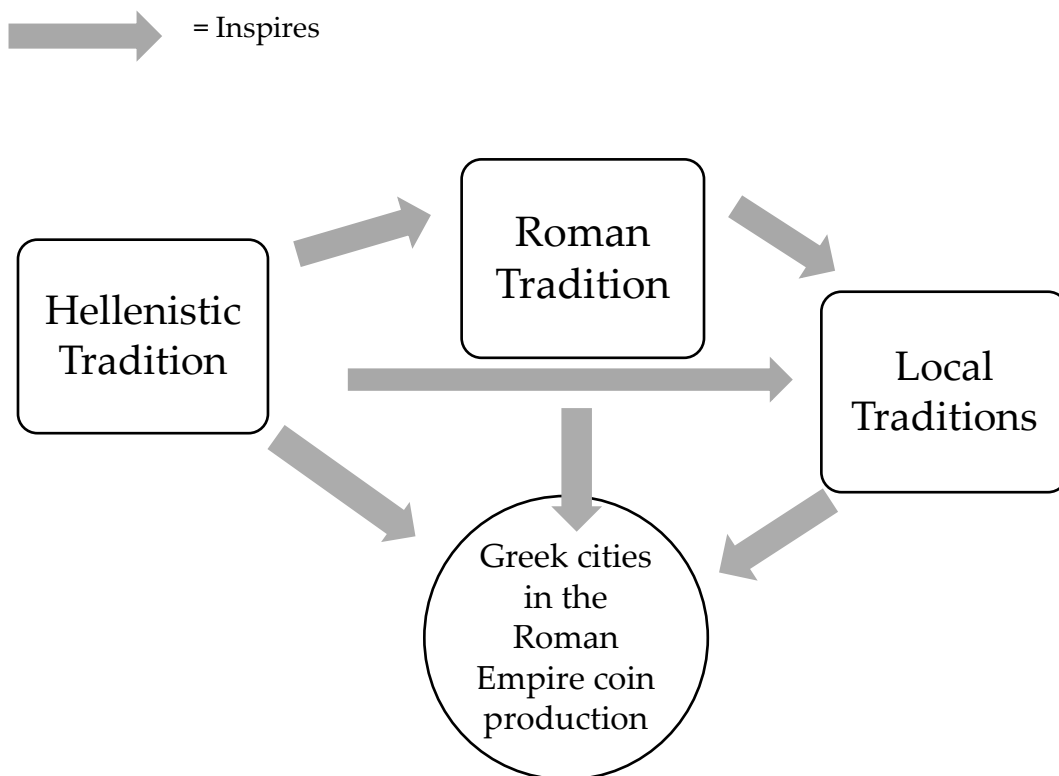 = Inspires
Roman
Tradition
Hellenistic
Tradition
Local
Traditions
Greek cities
in the
Roman
Empire coin
production